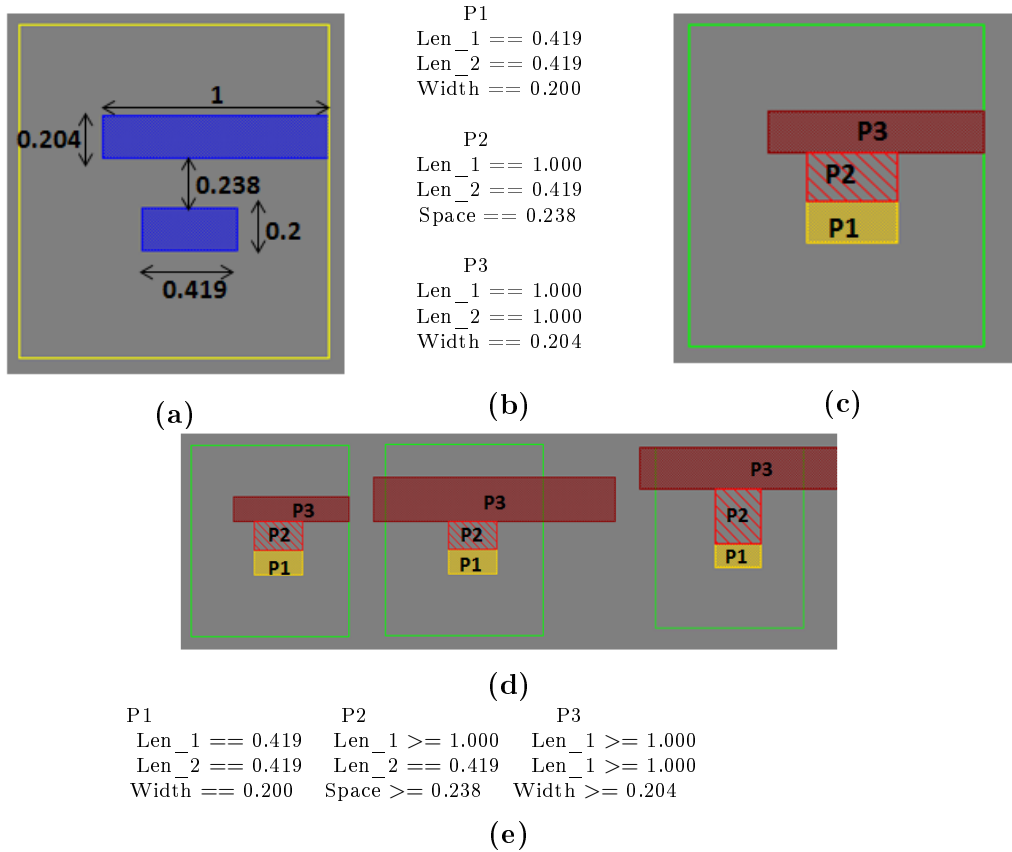 1
0.204
0.238
0.2
0.419
(a)
P1
Len_1 == 0.419
Len_2 == 0.419
Width == 0.200
P2
Len_1 == 1.000
Len_2 == 0.419
Space == 0.238
P3
Len_1 == 1.000
Len_2 == 1.000
Width == 0.204
(b)
P3
P2
P1
(c)
P3
P2
P1
P3
P2
P1
P3
P2
P1
(d)
P1
Len_1 == 0.419
Len_2 == 0.419
Width == 0.200
P2
Len_1 >= 1.000
Len_2 == 0.419
Space >= 0.238
P3
Len_1 >= 1.000
Len_1 >= 1.000
Width >= 0.204
(e)